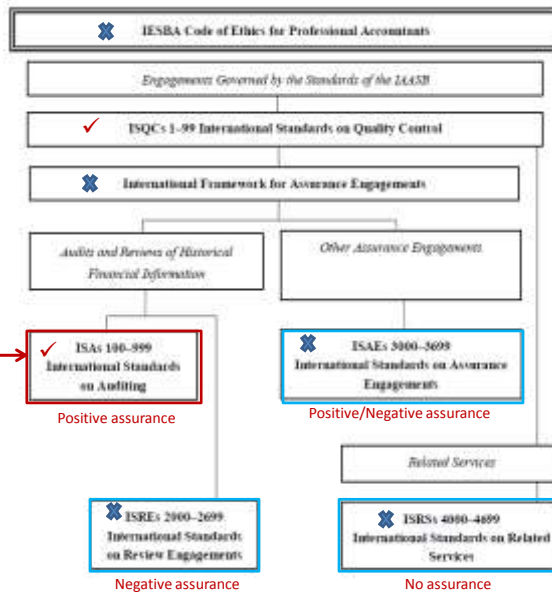 IESBA Code of Ethics for Professional Accountants
Engagements Governed by the Standards of the IAASB
ISQCs 1–99 International Standards on Quality Control
International Framework for Assurance Engagements
Audits and Reviews of Historical
Financial Information
Other Assurance Engagements
ISAs 100–999
International Standards
on Auditing
Positive assurance
ISAEs 3000–3699
International Standards on Assurance
Engagements
Positive/Negative assurance
Related Services
ISREs 2000–2699
International Standards
on Review Engagements
Negative assurance
ISRSs 4000–4699
International Standards on Related
Services
No assurance